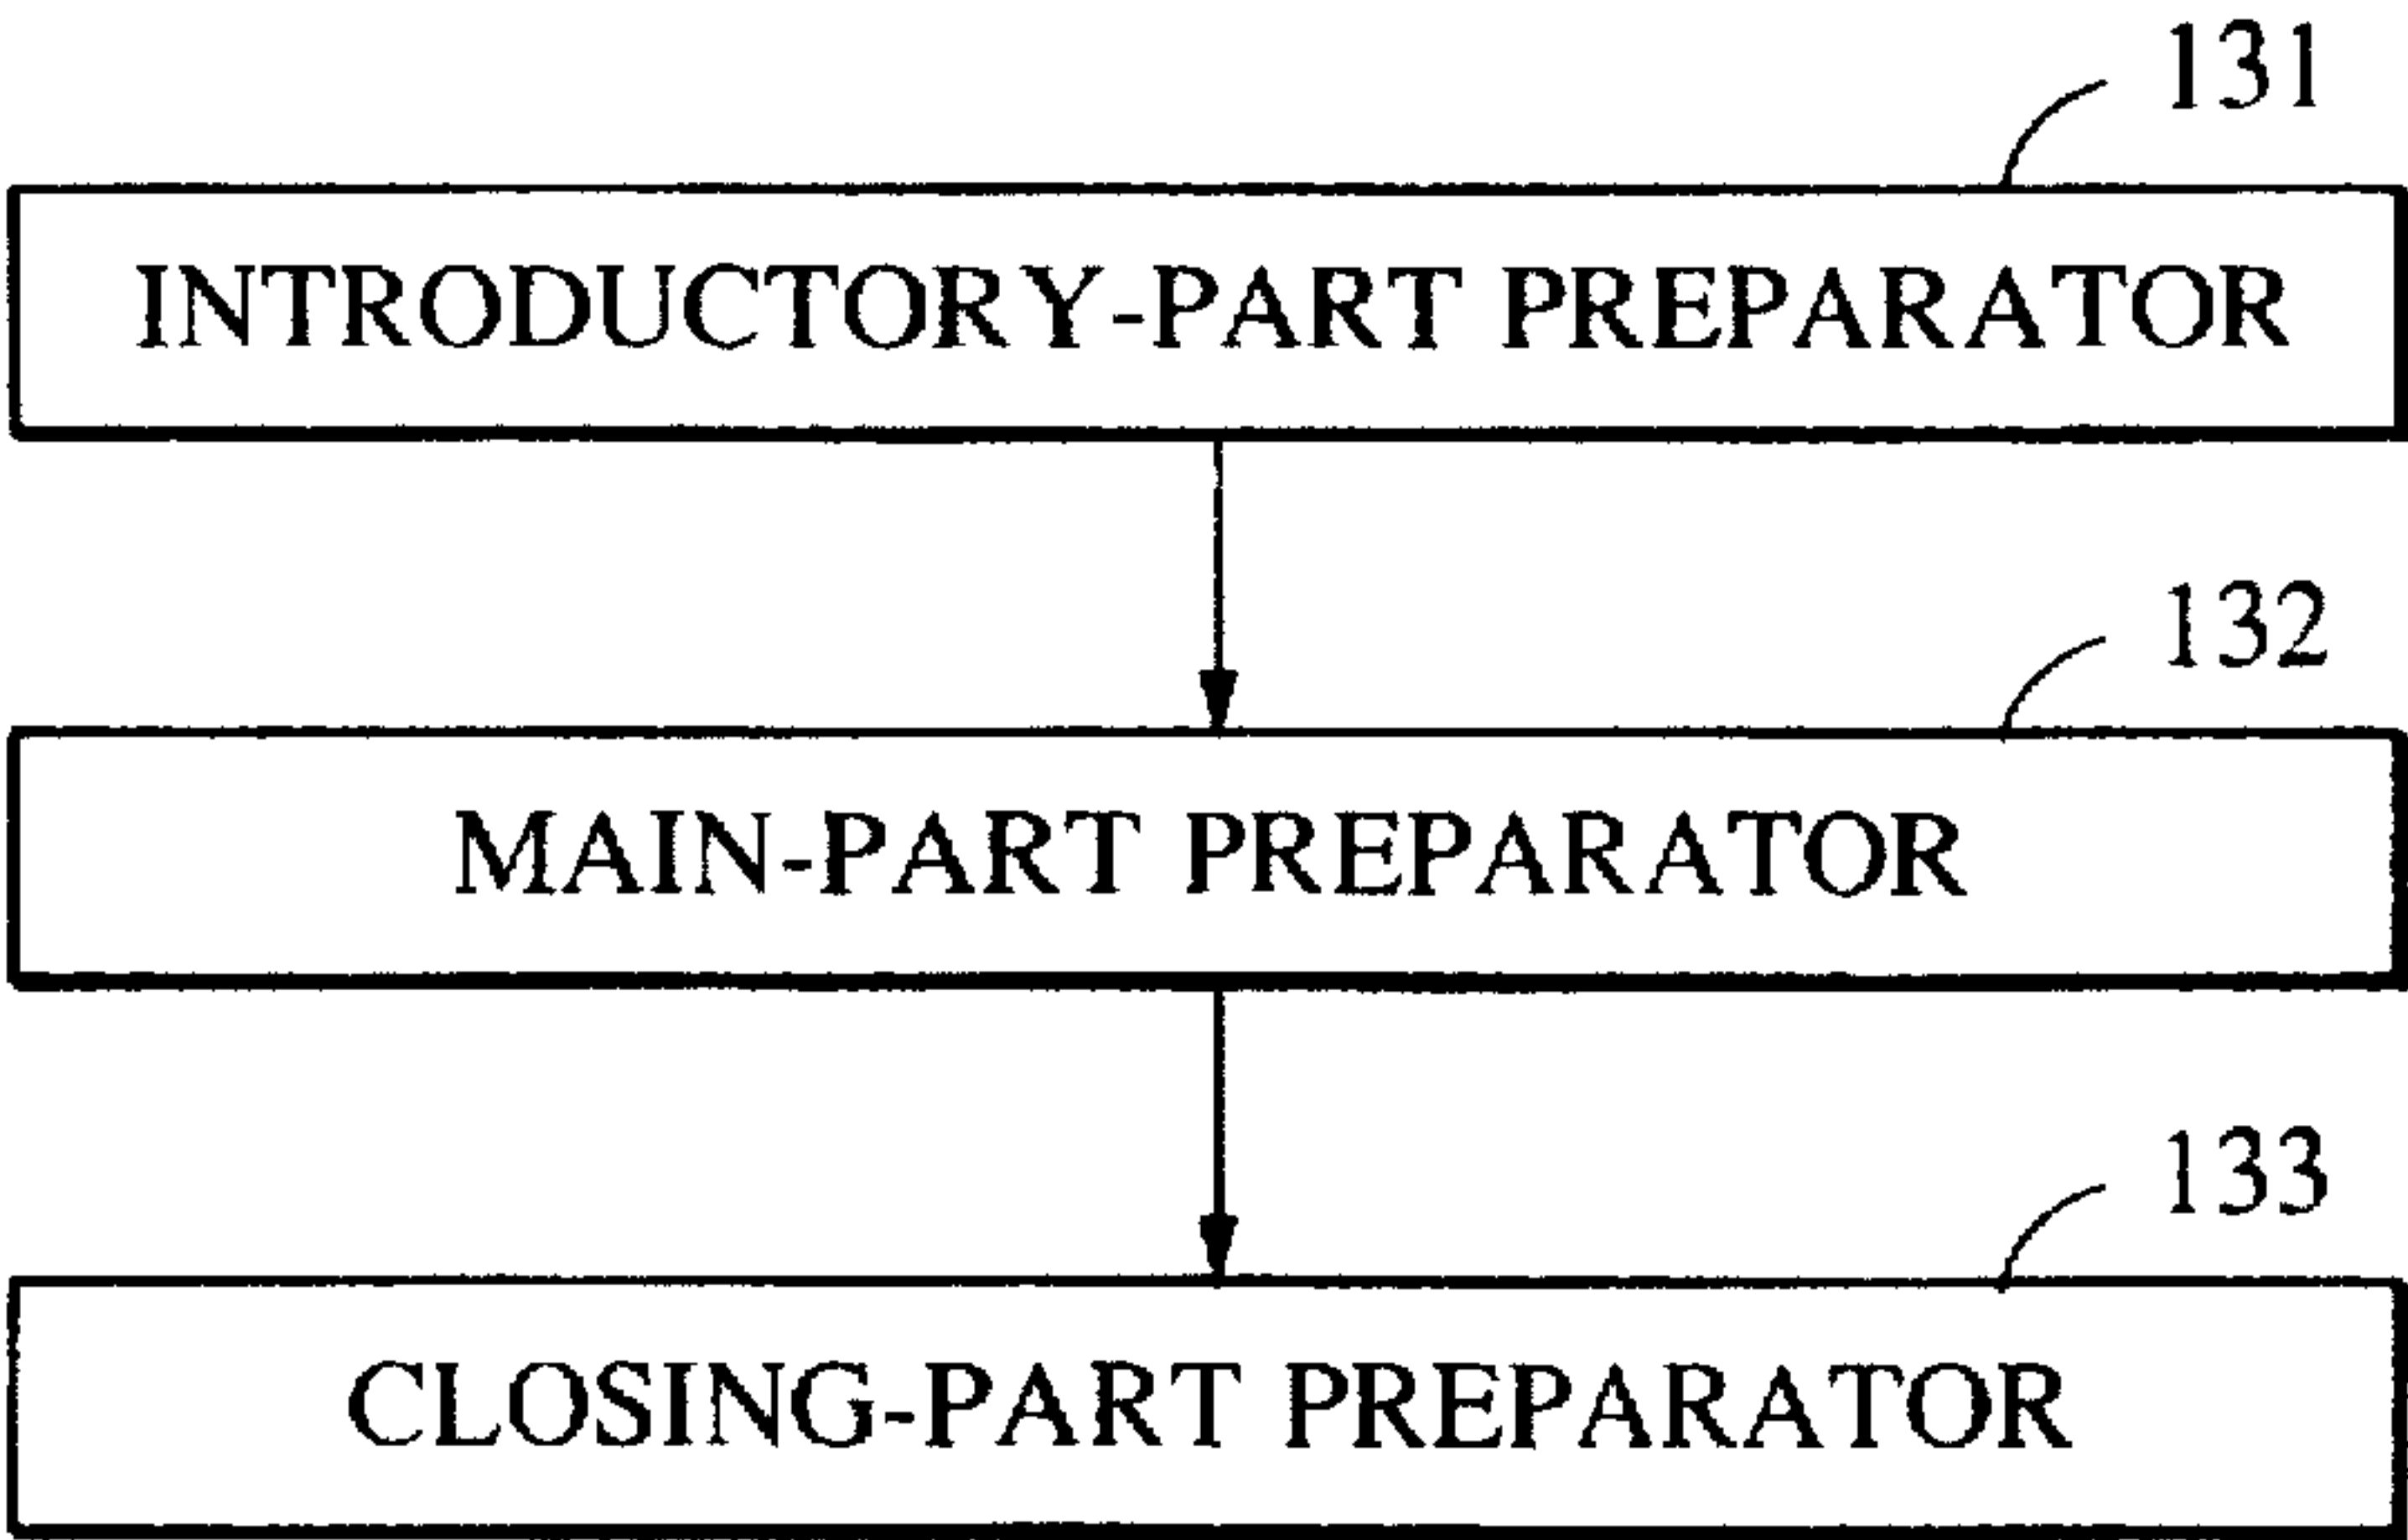 131
INTRODUCTORY-PART PREPARATOR
132
MAIN-PART PREPARATOR
133
CLOSING-PART PREPARATOR